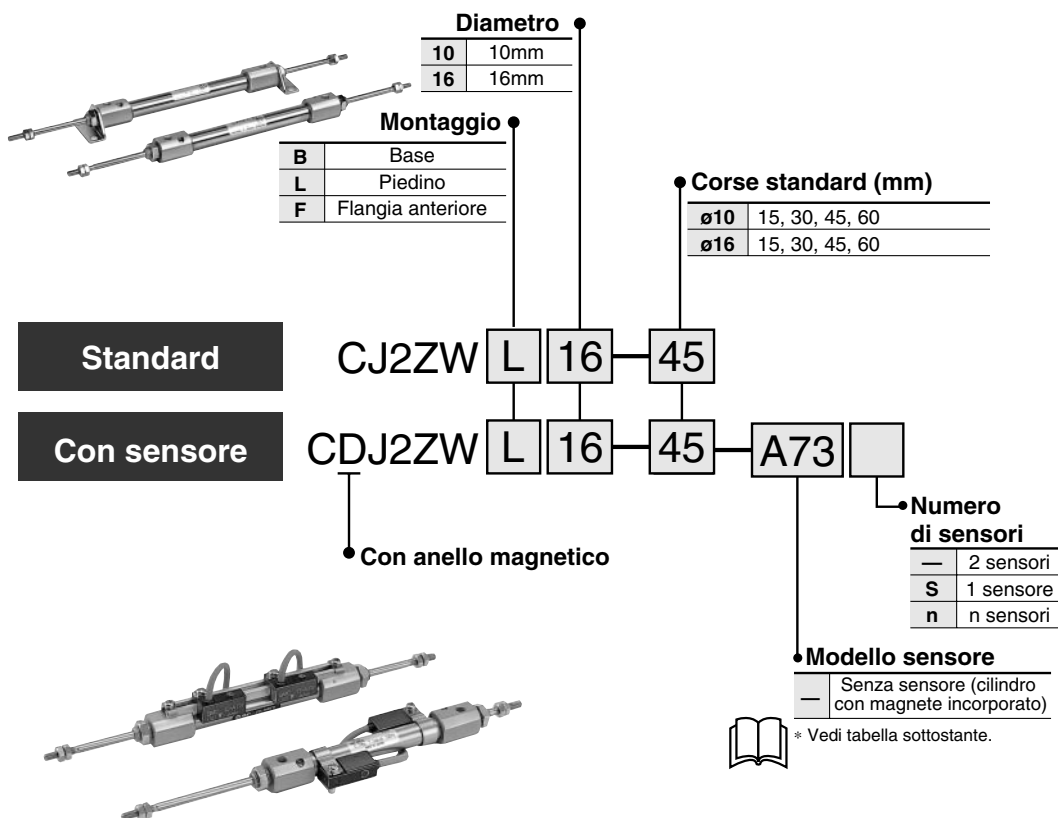 Diametro
10 10mm
16 16mm
Montaggio
B Base
L Piedino
F Flangia anteriore
Corse standard (mm)
ø10 15, 30, 45, 60
ø16 15, 30, 45, 60
Standard
CJ2ZW L 16 — 45
Con sensore
CDJ2ZW L 16 — 45 — A73
Con anello magnetico
Numero
di sensori
— 2 sensori
S 1 sensore
n n sensori
Modello sensore
— Senza sensore (cilindro
con magnete incorporato)
* Vedi tabella sottostante.